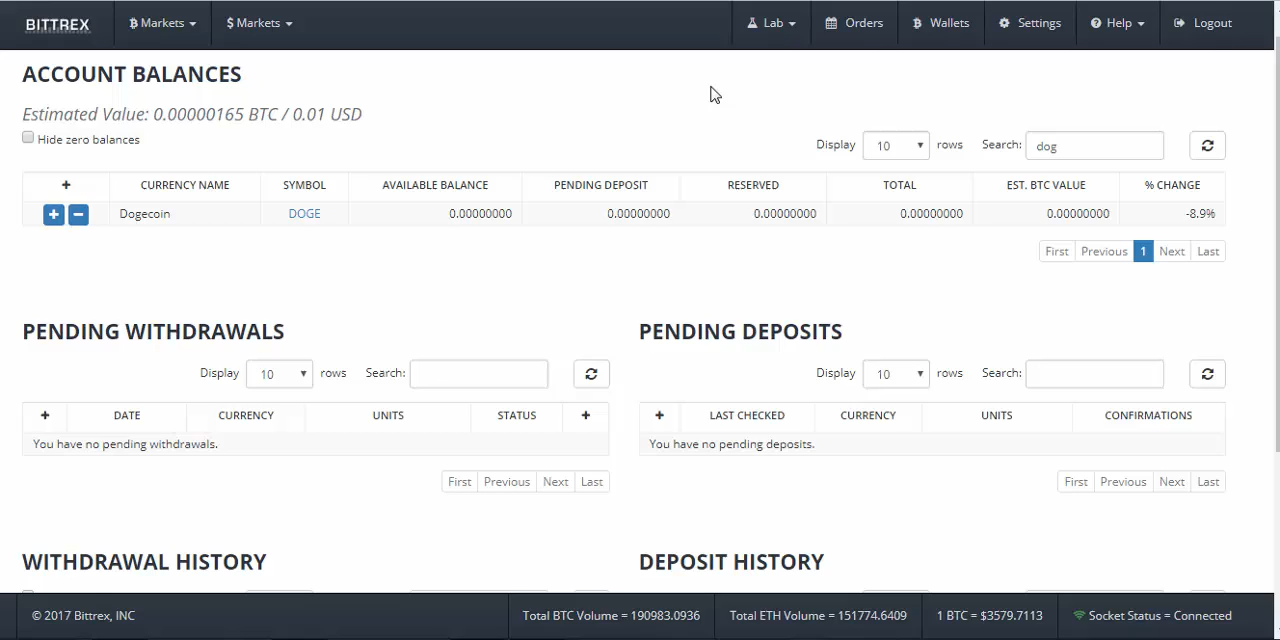 BITTREX Ƀ Markets $ Markets Lab Orders Ƀ Wallets Settings Help Logout
ACCOUNT BALANCES
Estimated Value: 0.00000165 BTC / 0.01 USD
Hide zero balances
Display 10 rows Search: dog
+ CURRENCY NAME SYMBOL AVAILABLE BALANCE PENDING DEPOSIT RESERVED TOTAL EST. BTC VALUE % CHANGE
+ − Dogecoin DOGE 0.00000000 0.00000000 0.00000000 0.00000000 0.00000000 -8.9%
First Previous 1 Next Last
PENDING WITHDRAWALS
Display 10 rows Search:
+ DATE CURRENCY UNITS STATUS +
You have no pending withdrawals.
First Previous Next Last
PENDING DEPOSITS
Display 10 rows Search:
+ LAST CHECKED CURRENCY UNITS CONFIRMATIONS
You have no pending deposits.
First Previous Next Last
WITHDRAWAL HISTORY
DEPOSIT HISTORY
© 2017 Bittrex, INC Total BTC Volume = 190983.0936 Total ETH Volume = 151774.6409 1 BTC = $3579.7113 Socket Status = Connected